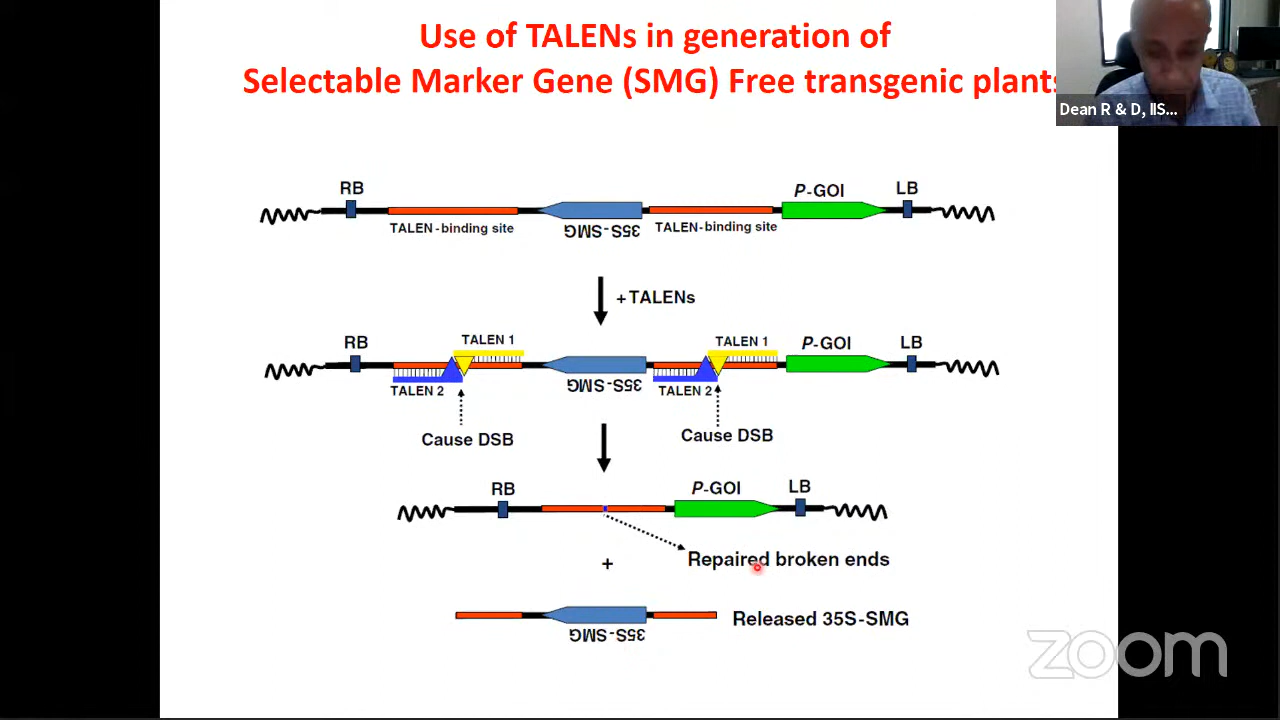 Use of TALENs in generation of
Selectable Marker Gene (SMG) Free transgenic plants
Dean R & D, IIS...
RB
P-GOI
LB
TALEN-binding site
35S-SMG
TALEN-binding site
+TALENs
RB
TALEN 1
TALEN 1
P-GOI
LB
TALEN 2
35S-SMG
TALEN 2
Cause DSB
Cause DSB
RB
P-GOI
LB
+
Repaired broken ends
35S-SMG
Released 35S-SMG
zoom